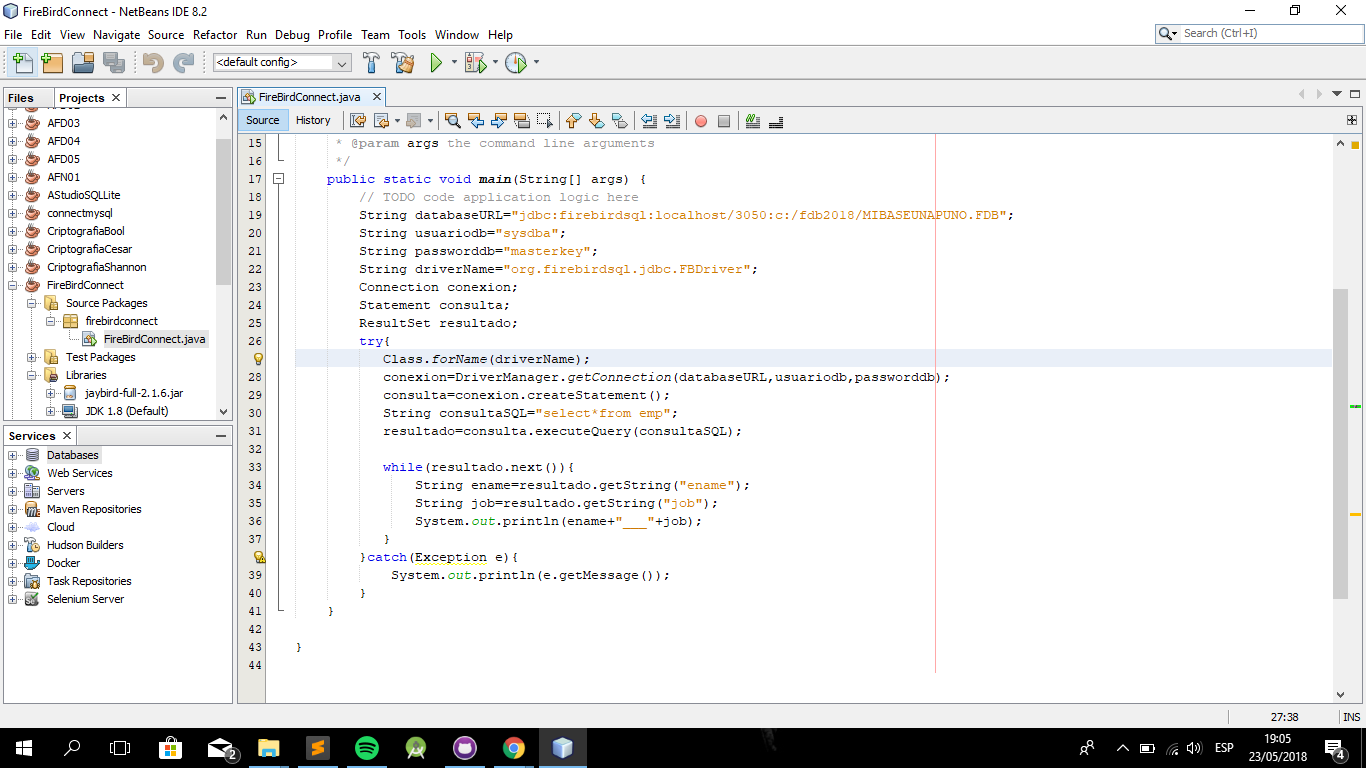 FireBirdConnect - NetBeans IDE 8.2
File Edit View Navigate Source Refactor Run Debug Profile Team Tools Window Help
Search (Ctrl+I)
<default config>
Files Projects
AFD03
AFD04
AFD05
AFN01
AStudioSQLLite
connectmysql
CriptografiaBool
CriptografiaCesar
CriptografiaShannon
FireBirdConnect
Source Packages
firebirdconnect
FireBirdConnect.java
Test Packages
Libraries
jaybird-full-2.1.6.jar
JDK 1.8 (Default)
Services
Databases
Web Services
Servers
Maven Repositories
Cloud
Hudson Builders
Docker
Task Repositories
Selenium Server
FireBirdConnect.java
Source History
15 * @param args the command line arguments
16 */
17 public static void main(String[] args) {
18 // TODO code application logic here
19 String databaseURL="jdbc:firebirdsql:localhost/3050:c:/fdb2018/MIBASEUNAPUNO.FDB";
20 String usuariodb="sysdba";
21 String passworddb="masterkey";
22 String driverName="org.firebirdsql.jdbc.FBDriver";
23 Connection conexion;
24 Statement consulta;
25 ResultSet resultado;
26 try{
Class.forName(driverName);
28 conexion=DriverManager.getConnection(databaseURL,usuariodb,passworddb);
29 consulta=conexion.createStatement();
30 String consultaSQL="select*from emp";
31 resultado=consulta.executeQuery(consultaSQL);
32
33 while(resultado.next()){
34 String ename=resultado.getString("ename");
35 String job=resultado.getString("job");
36 System.out.println(ename+"___"+job);
37 }
}catch(Exception e){
39 System.out.println(e.getMessage());
40 }
41 }
42
43 }
44
27:38 INS
2
ESP
19:05
23/05/2018
4